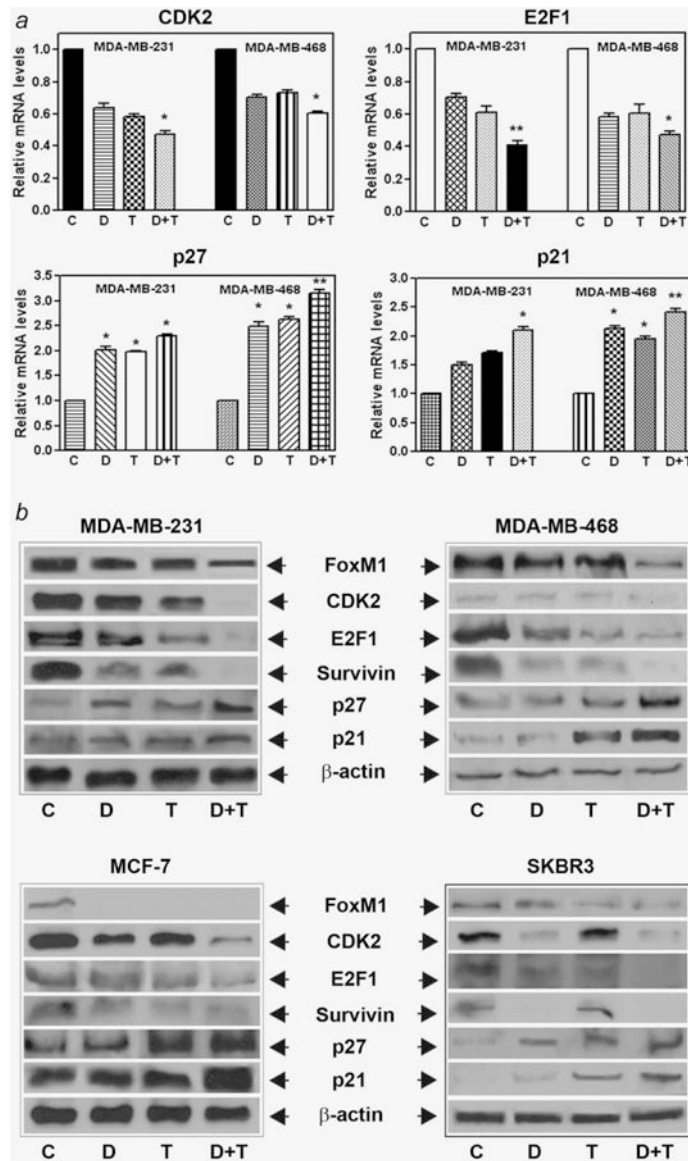 a
CDK2
E2F1
Relative mRNA levels
1.0
0.8
0.6
0.4
0.2
0.0
MDA-MB-231
MDA-MB-468
*
*
C D T D+T C D T D+T
Relative mRNA levels
1.0
0.8
0.6
0.4
0.2
0.0
MDA-MB-231
MDA-MB-468
**
*
C D T D+T C D T D+T
p27
p21
Relative mRNA levels
3.5
3.0
2.5
2.0
1.5
1.0
0.5
0.0
MDA-MB-231
MDA-MB-468
* * *
* * **
C D T D+T C D T D+T
Relative mRNA levels
3.0
2.5
2.0
1.5
1.0
0.5
0.0
MDA-MB-231
MDA-MB-468
*
* * **
C D T D+T C D T D+T
b
MDA-MB-231
MDA-MB-468
FoxM1
CDK2
E2F1
Survivin
p27
p21
β-actin
C D T D+T
C D T D+T
MCF-7
SKBR3
FoxM1
CDK2
E2F1
Survivin
p27
p21
β-actin
C D T D+T
C D T D+T